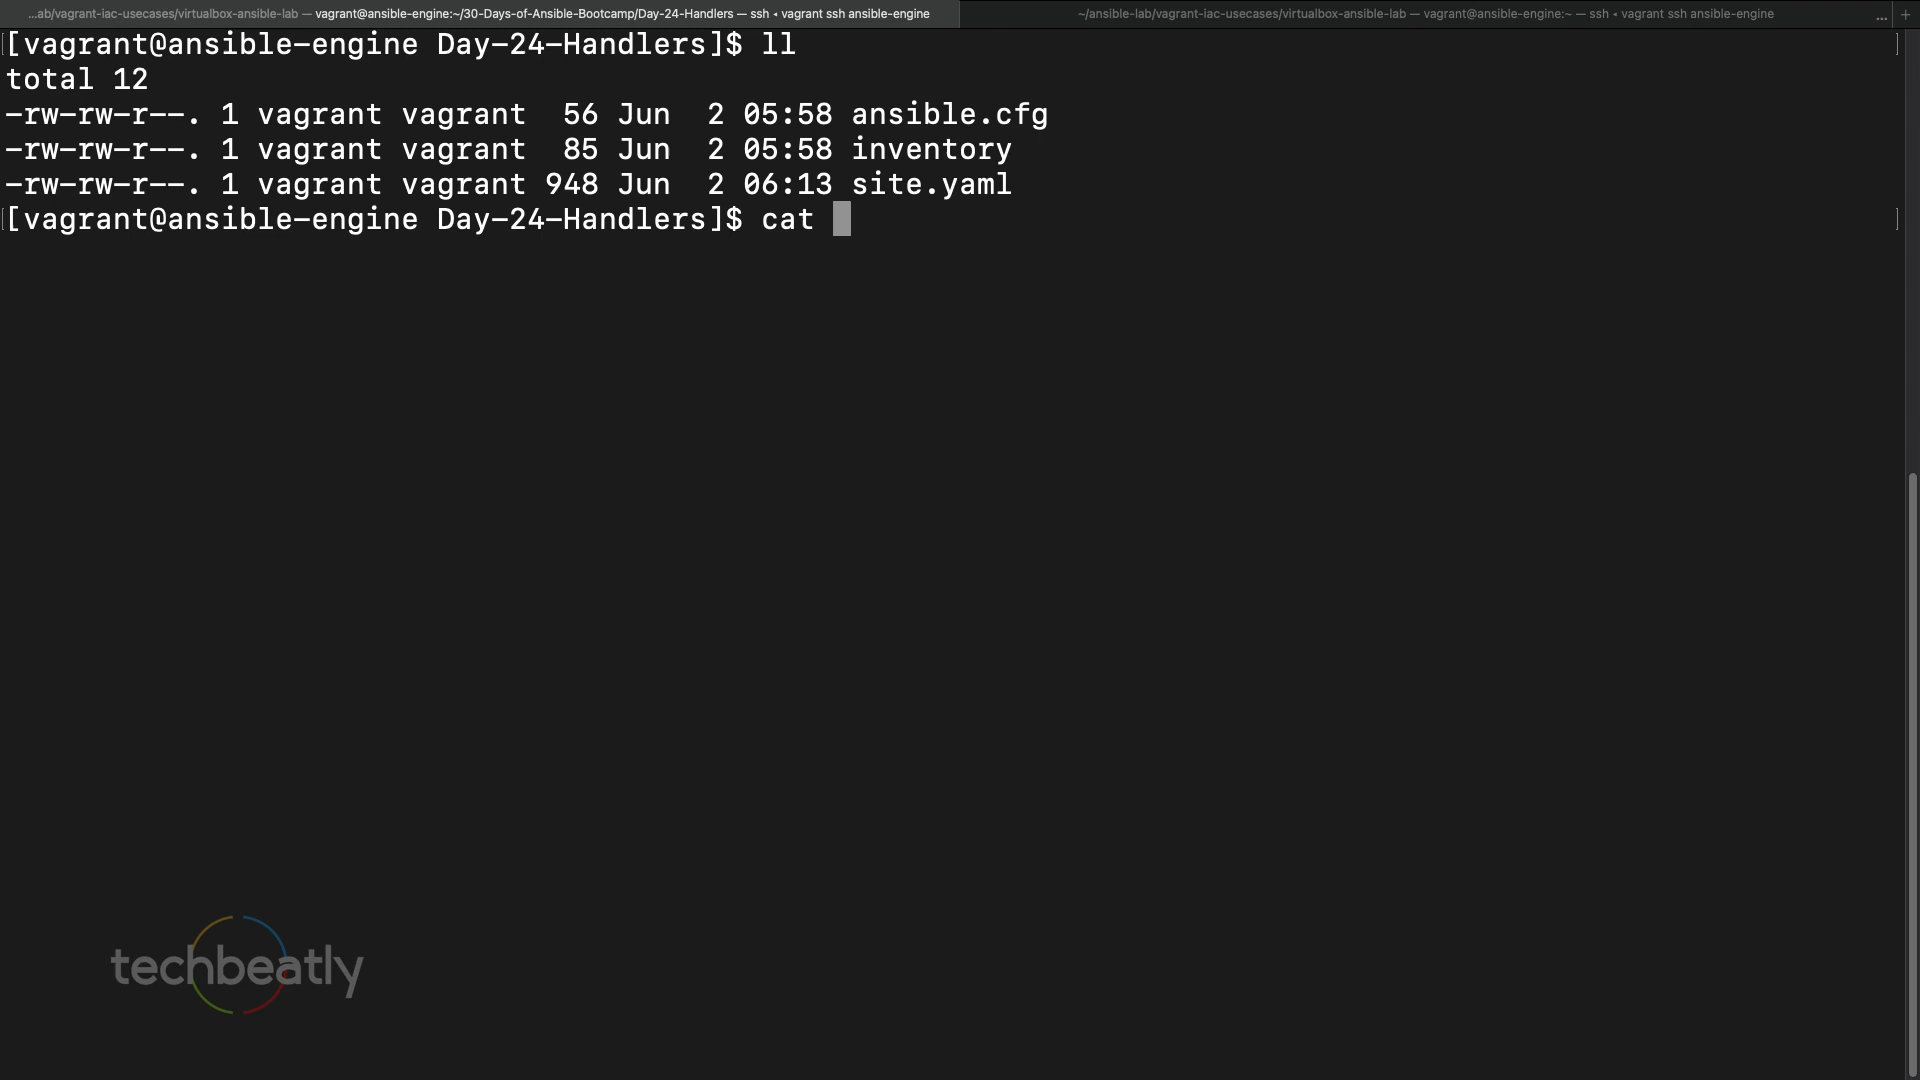 ...ab/vagrant-iac-usecases/virtualbox-ansible-lab — vagrant@ansible-engine:~/30-Days-of-Ansible-Bootcamp/Day-24-Handlers — ssh ◂ vagrant ssh ansible-engine
~/ansible-lab/vagrant-iac-usecases/virtualbox-ansible-lab — vagrant@ansible-engine:~ — ssh ◂ vagrant ssh ansible-engine ... +
[vagrant@ansible-engine Day-24-Handlers]$ ll
total 12
-rw-rw-r--. 1 vagrant vagrant  56 Jun  2 05:58 ansible.cfg
-rw-rw-r--. 1 vagrant vagrant  85 Jun  2 05:58 inventory
-rw-rw-r--. 1 vagrant vagrant 948 Jun  2 06:13 site.yaml
[vagrant@ansible-engine Day-24-Handlers]$ cat
techbeatly